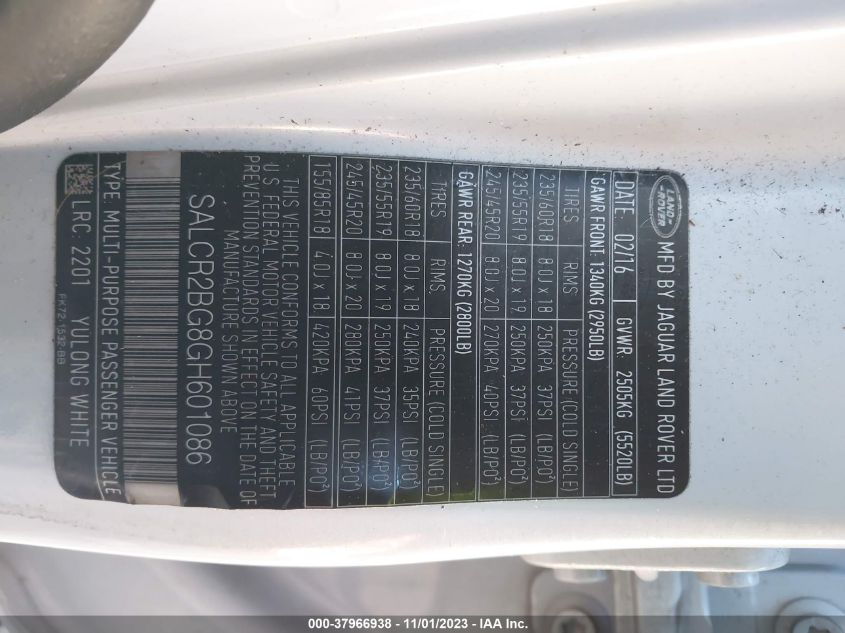 LAND-
ROVER
MFD BY JAGUAR LAND ROVER LTD
DATE: 02/16 GVWR: 2505KG (5520LB)
GAWR FRONT: 1340KG (2950LB)
TIRES RIMS PRESSURE (COLD SINGLE)
235/60R18 8.0J x 18 250KPA 37PSI (LB/PO²)
235/55R19 8.0J x 19 250KPA 37PSI (LB/PO²)
245/45R20 8.0J x 20 270KPA 40PSI (LB/PO²)
GAWR REAR: 1270KG (2800LB)
TIRES RIMS PRESSURE (COLD SINGLE)
235/60R18 8.0J x 18 240KPA 35PSI (LB/PO²)
235/55R19 8.0J x 19 250KPA 37PSI (LB/PO²)
245/45R20 8.0J x 20 280KPA 41PSI (LB/PO²)
155/85R18 4.0J x 18 420KPA 60PSI (LB/PO²)
THIS VEHICLE CONFORMS TO ALL APPLICABLE
U.S FEDERAL MOTOR VEHICLE SAFETY AND THEFT
PREVENTION STANDARDS IN EFFECT ON THE DATE OF
MANUFACTURE SHOWN ABOVE
SALCR2BG8GH601086
TYPE: MULTI-PURPOSE PASSENGER VEHICLE
LRC: 2201 YULONG WHITE
FK72-1532-BB
000-37966938 - 11/01/2023 - IAA Inc.